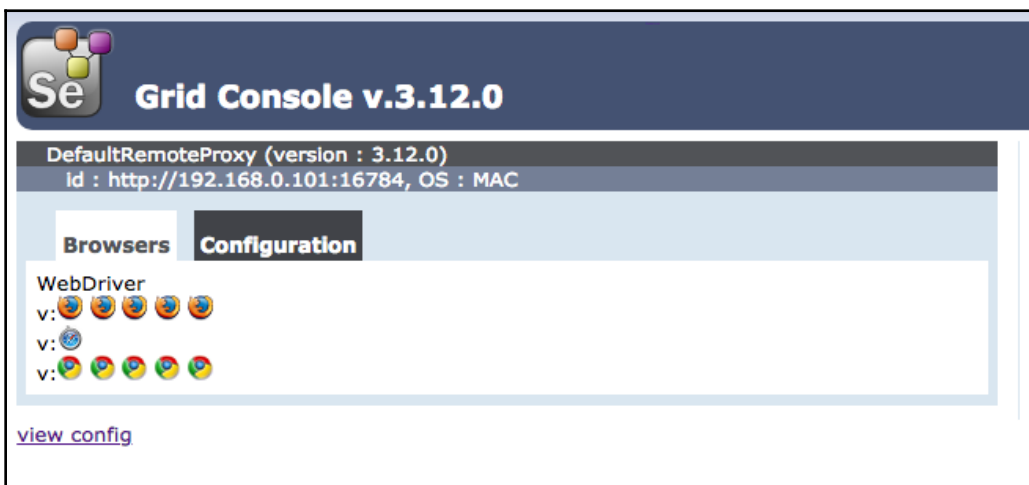 Se
Grid Console v.3.12.0
DefaultRemoteProxy (version : 3.12.0)
id : http://192.168.0.101:16784, OS : MAC
Browsers Configuration
WebDriver
v:
v:
v:
view config